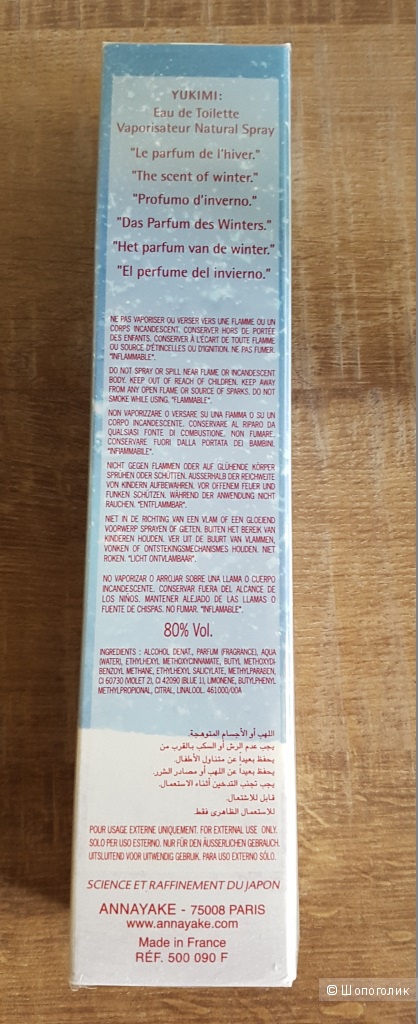 YUKIMI:
Eau de Toilette
Vaporisateur Natural Spray
"Le parfum de l'hiver."
"The scent of winter."
"Profumo d'inverno."
"Das Parfum des Winters."
"Het parfum van de winter."
"El perfume del invierno."
NE PAS VAPORISER OU VERSER VERS UNE FLAMME OU UN
CORPS INCANDESCENT. CONSERVER HORS DE PORTÉE
DES ENFANTS. CONSERVER À L'ÉCART DE TOUTE FLAMME
OU SOURCE D'ÉTINCELLES OU D'IGNITION. NE PAS FUMER.
"INFLAMMABLE".
DO NOT SPRAY OR SPILL NEAR FLAME OR INCANDESCENT
BODY. KEEP OUT OF REACH OF CHILDREN. KEEP AWAY
FROM ANY OPEN FLAME OR SOURCE OF SPARKS. DO NOT
SMOKE WHILE USING. "FLAMMABLE".
NON VAPORIZZARE O VERSARE SU UNA FIAMMA O SU UN
CORPO INCANDESCENTE. CONSERVARE AL RIPARO DA
QUALSIASI FONTE DI COMBUSTIONE, NON FUMARE.
CONSERVARE FUORI DALLA PORTATA DEI BAMBINI.
"INFIAMMABILE".
NICHT GEGEN FLAMMEN ODER AUF GLÜHENDE KÖRPER
SPRÜHEN ODER SCHÜTTEN. AUSSERHALB DER REICHWEITE
VON KINDERN AUFBEWAHREN. VOR OFFENEM FEUER UND
FUNKEN SCHÜTZEN. WÄHREND DER ANWENDUNG NICHT
RAUCHEN. "ENTFLAMMBAR".
NIET IN DE RICHTING VAN EEN VLAM OF EEN GLOEIEND
VOORWERP SPRAYEN OF GIETEN. BUITEN HET BEREIK VAN
KINDEREN HOUDEN. VER UIT DE BUURT VAN VLAMMEN,
VONKEN OF ONTSTEKINGSMECHANISMES HOUDEN. NIET
ROKEN. "LICHT ONTVLAMBAAR".
NO VAPORIZAR O ARROJAR SOBRE UNA LLAMA O CUERPO
INCANDESCENTE. CONSERVAR FUERA DEL ALCANCE DE
LOS NIÑOS. MANTENER ALEJADO DE LAS LLAMAS O
FUENTE DE CHISPAS. NO FUMAR. "INFLAMABLE".
80% Vol.
INGREDIENTS : ALCOHOL DENAT., PARFUM (FRAGRANCE), AQUA
(WATER), ETHYLHEXYL METHOXYCINNAMATE, BUTYL METHOXYDI-
BENZOYL METHANE, ETHYLHEXYL SALICYLATE, METHYLPARABEN,
CI 60730 (VIOLET 2), CI 42090 (BLUE 1), LIMONENE, BUTYLPHENYL
METHYLPROPIONAL, CITRAL, LINALOOL. 461000/00A
اللهب أو الأجسام المتوهجة.
يجب عدم الرش أو السكب بالقرب من
يحفظ بعيداً عن متناول الأطفال.
يحفظ بعيداً عن اللهب أو مصادر الشرر.
يجب تجنب التدخين أثناء الاستعمال.
قابل للاشتعال.
للاستعمال الظاهرى فقط.
POUR USAGE EXTERNE UNIQUEMENT. FOR EXTERNAL USE ONLY.
SOLO PER USO ESTERNO. NUR FÜR DEN ÄUSSERLICHEN GEBRAUCH.
UITSLUITEND VOOR UITWENDIG GEBRUIK. PARA USO EXTERNO SÓLO.
SCIENCE ET RAFFINEMENT DU JAPON
ANNAYAKE - 75008 PARIS
www.annayake.com
Made in France
RÉF. 500 090 F
© Шопоголик